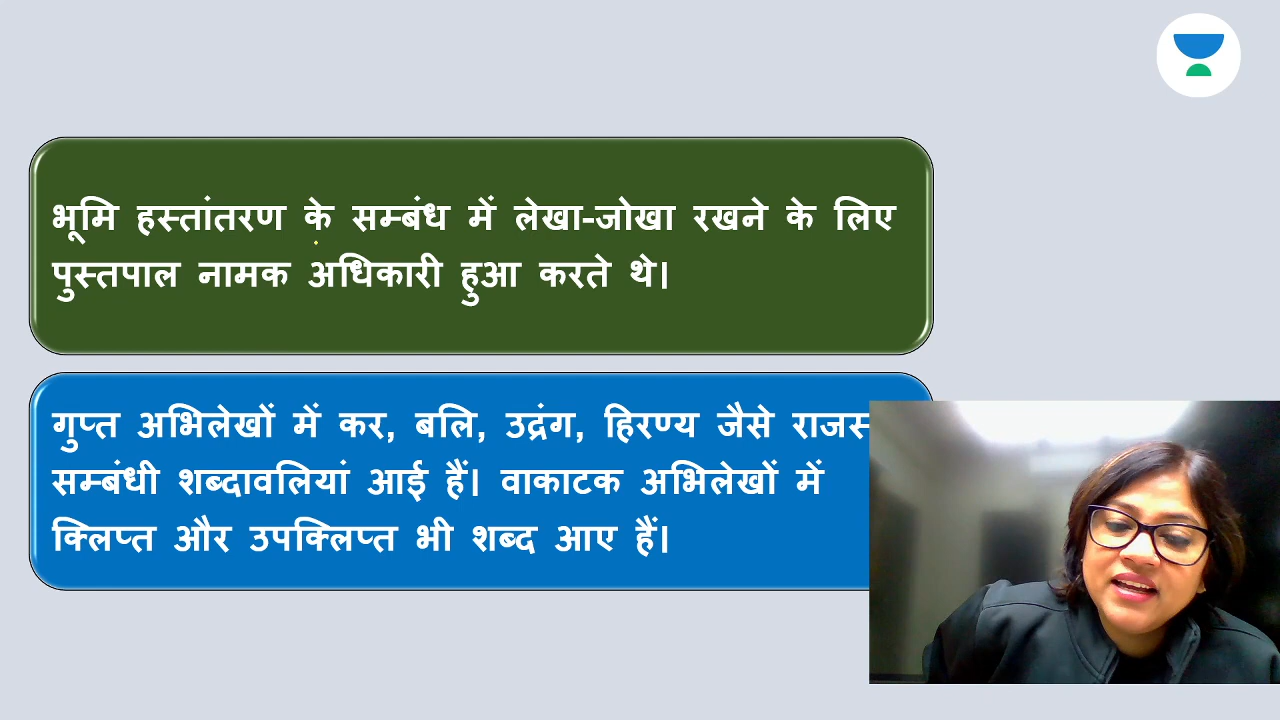 भूमि हस्तांतरण के सम्बंध में लेखा-जोखा रखने के लिए
पुस्तपाल नामक अधिकारी हुआ करते थे।
गुप्त अभिलेखों में कर, बलि, उद्रंग, हिरण्य जैसे
सम्बंधी शब्दावलियां आई हैं। वाकाटक अभिलेखों में
क्लिप्त और उपक्लिप्त भी शब्द आए हैं।